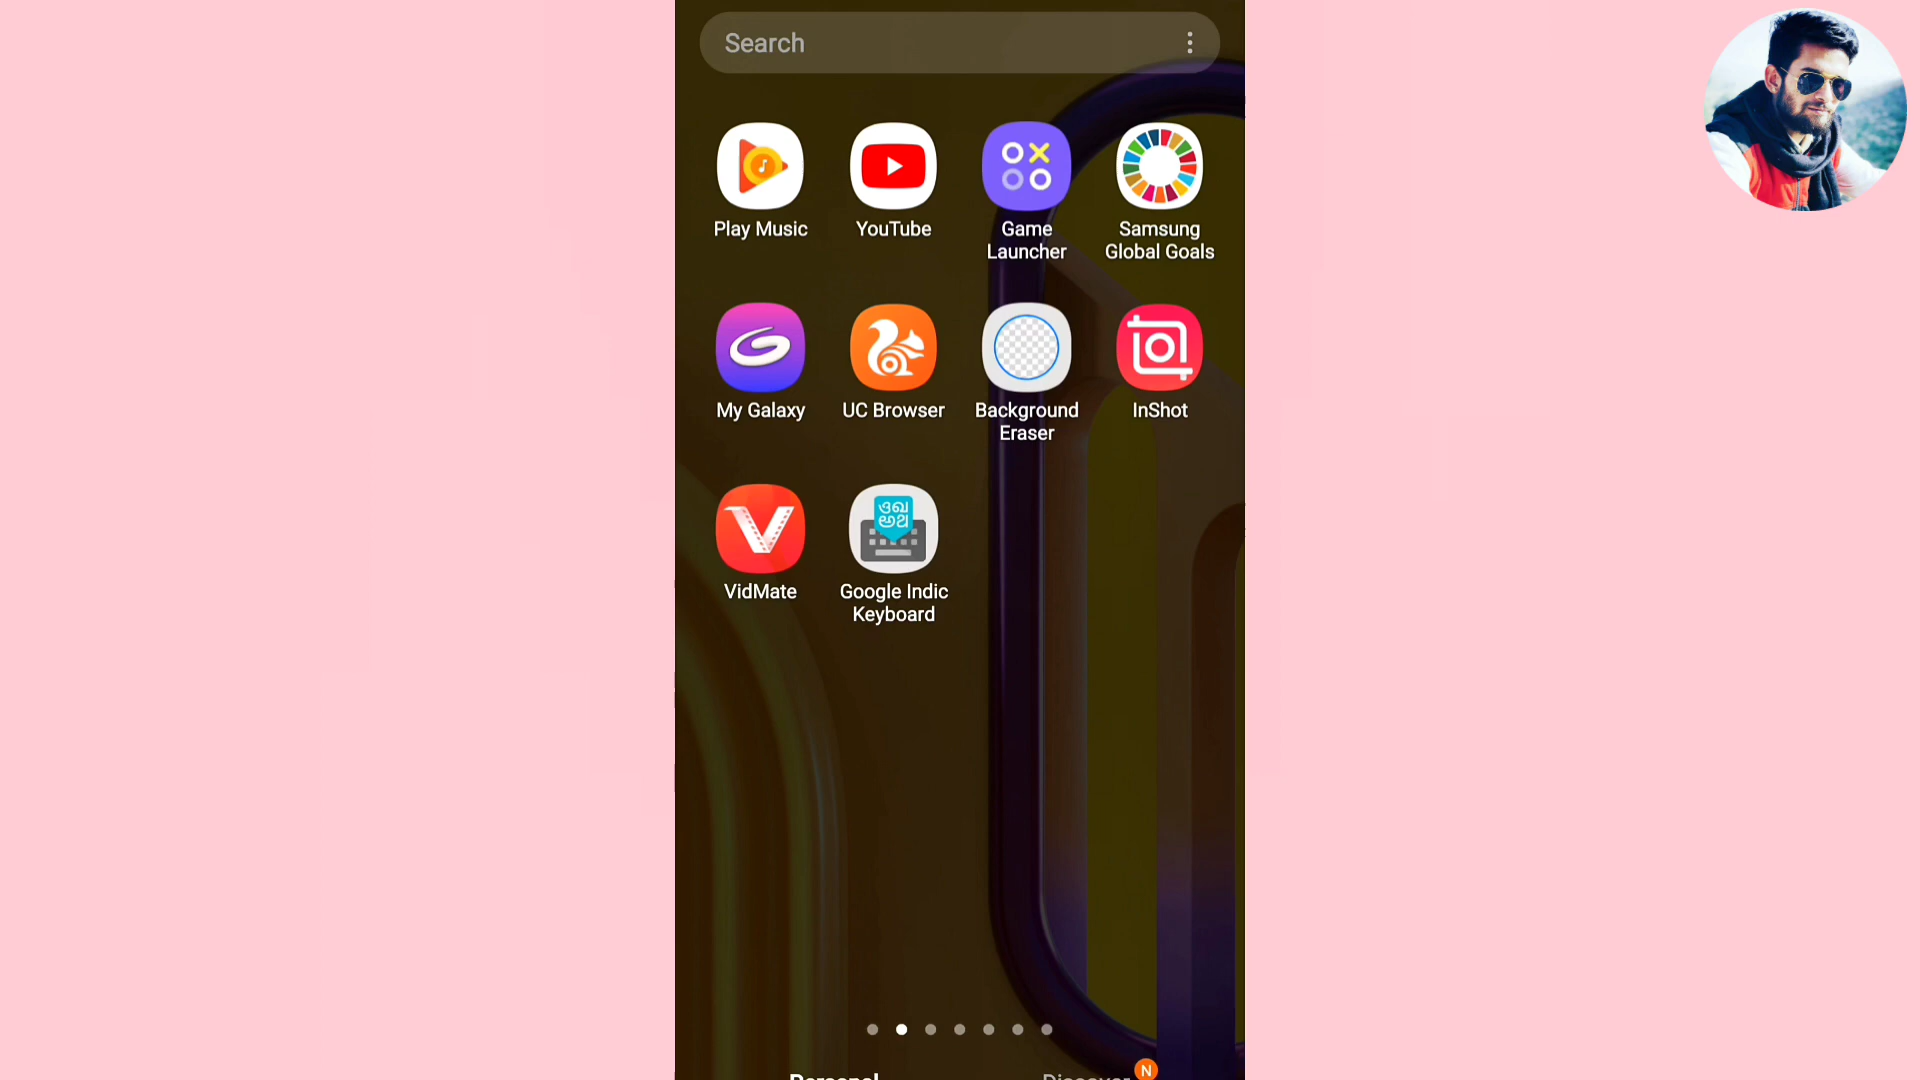 Search
Play Music
YouTube
Game
Launcher
Samsung
Global Goals
My Galaxy
UC Browser
Background
Eraser
InShot
VidMate
Google Indic
Keyboard
Personal
Discover
N